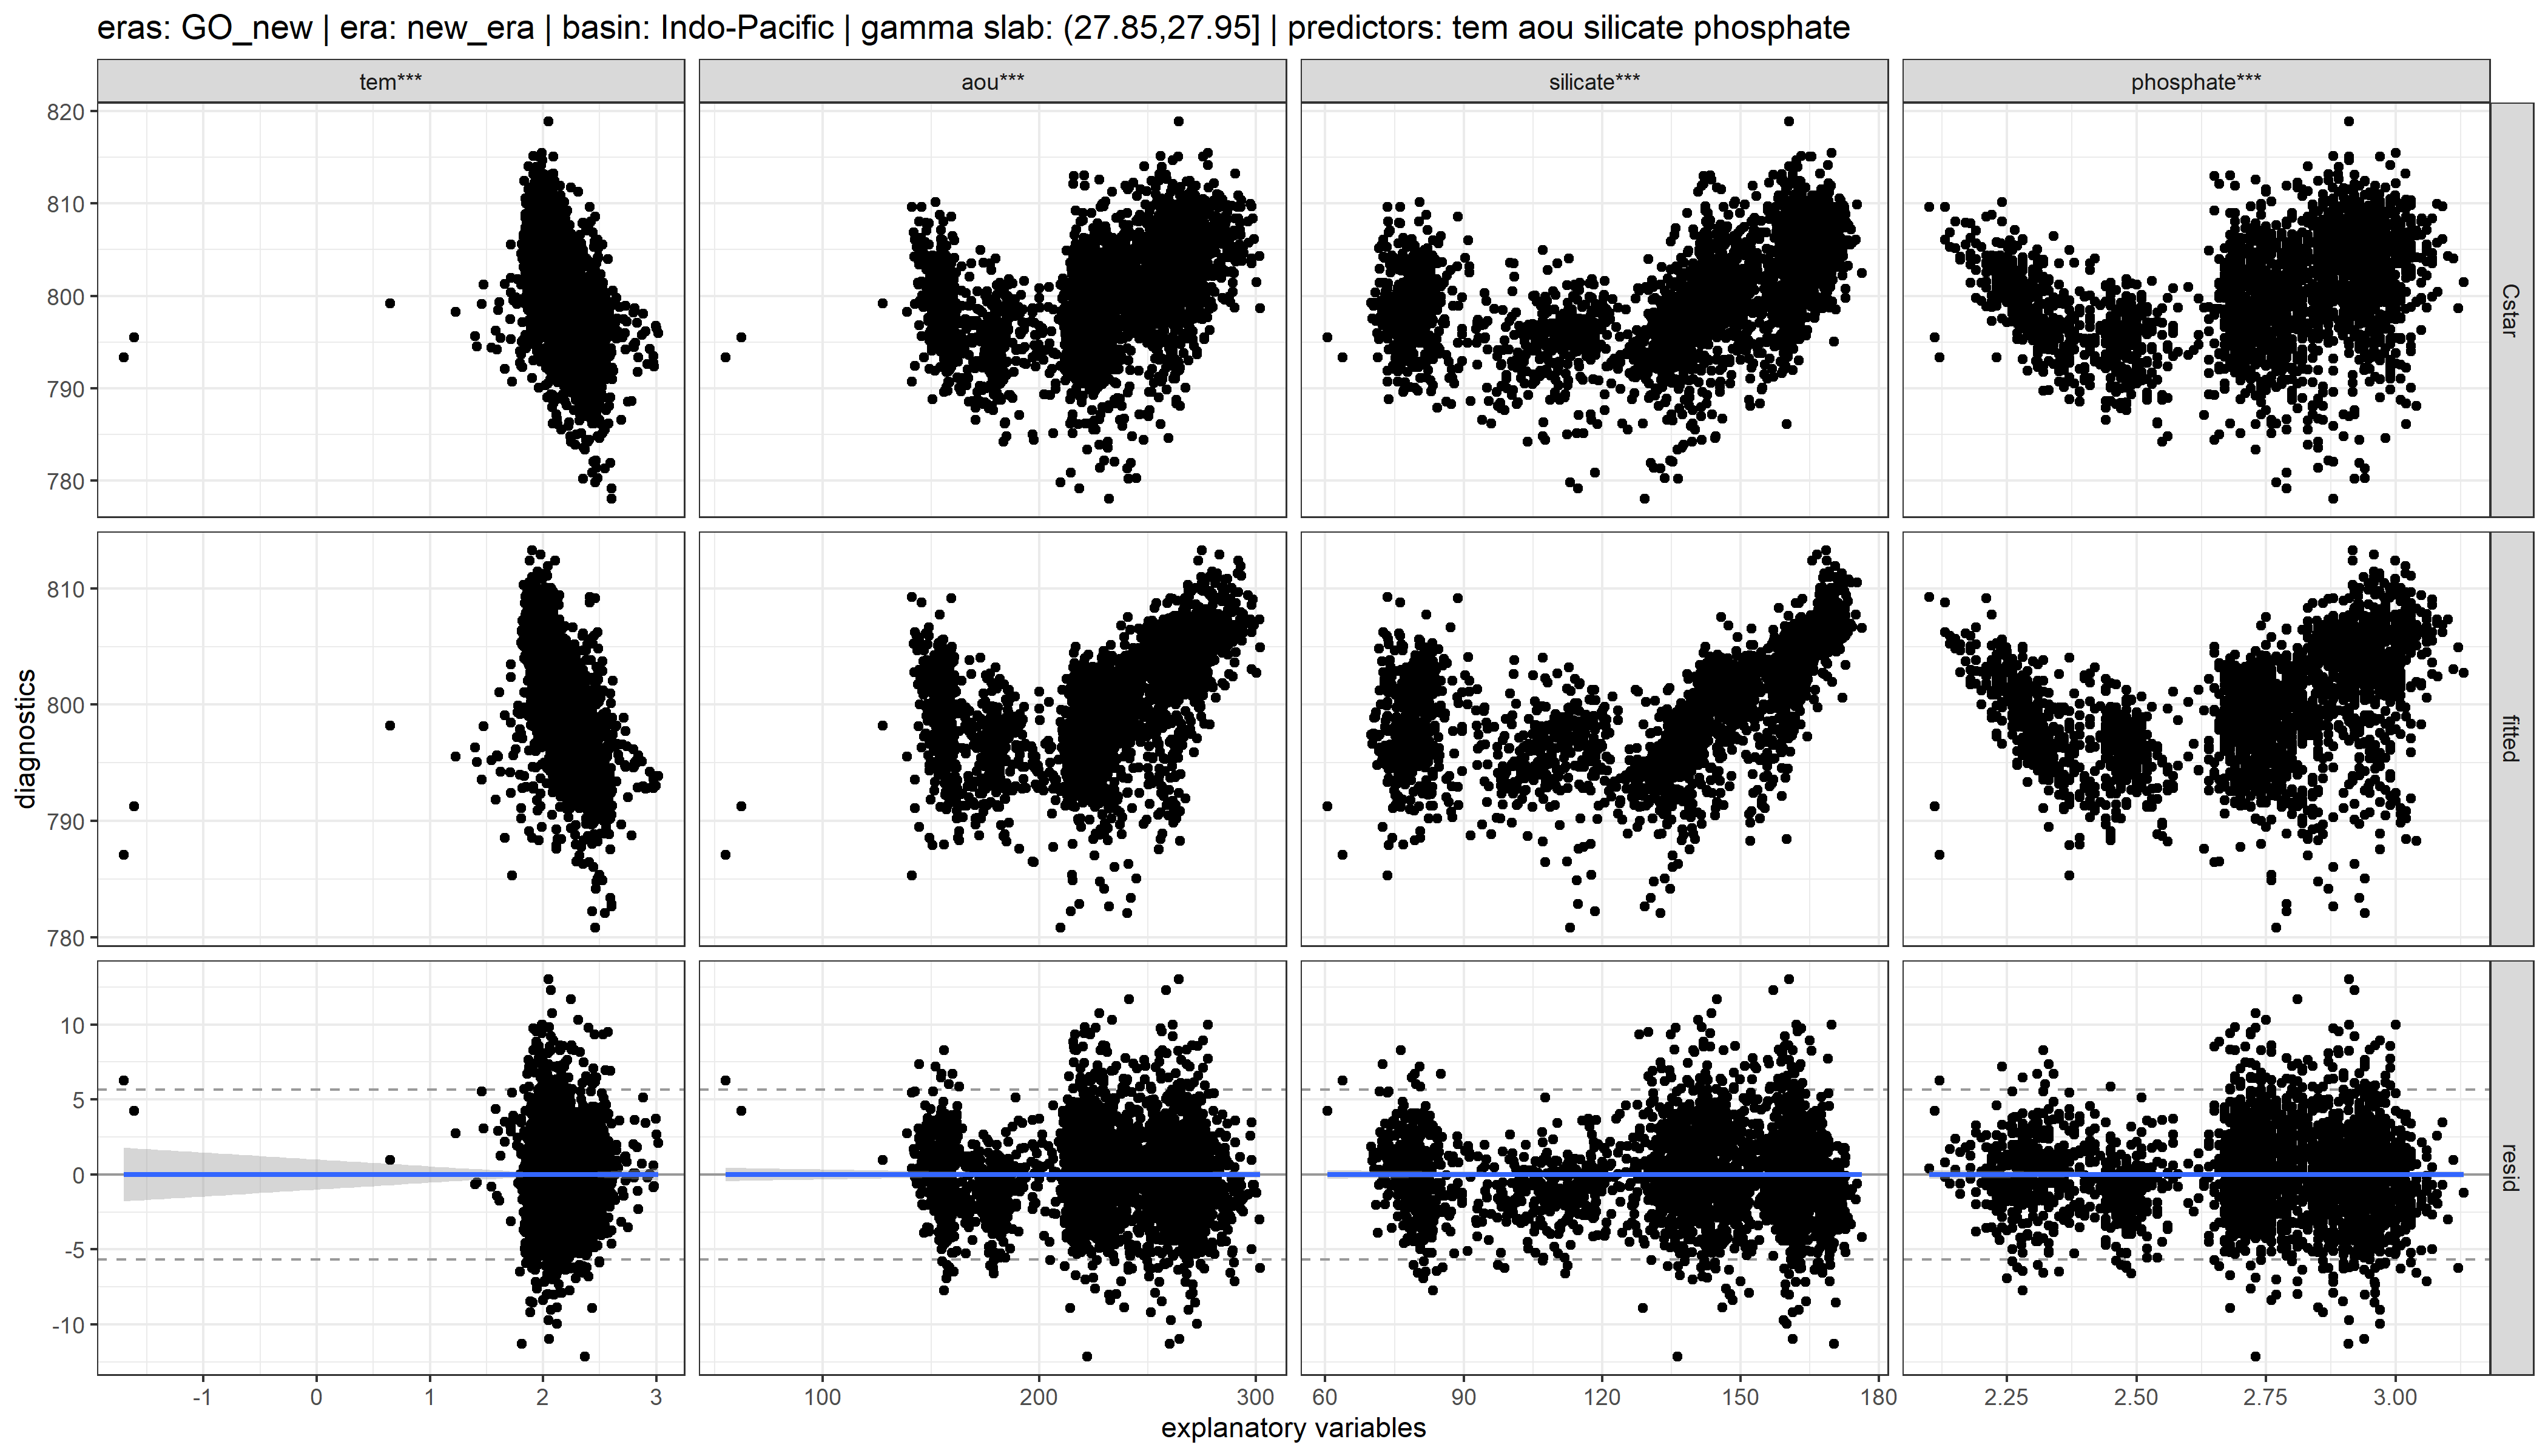 eras: GO_new | era: new_era | basin: Indo-Pacific | gamma slab: (27.85,27.95] | predictors: tem aou silicate phosphate
tem*** aou*** silicate*** phosphate***
820
810
800
790
780
Cstar
810
800
790
780
fitted
10
5
0
-5
-10
resid
diagnostics
-1 0 1 2 3 100 200 300 60 90 120 150 180 2.25 2.50 2.75 3.00
explanatory variables